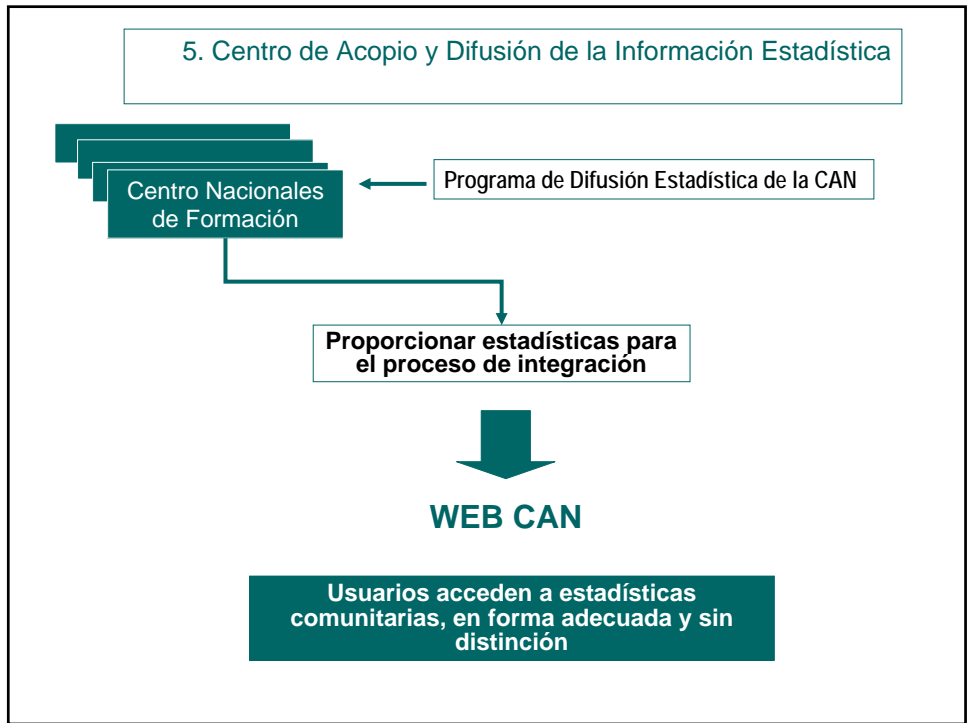 5. Centro de Acopio y Difusión de la Información Estadística
Centro Nacionales
de Formación
Programa de Difusión Estadística de la CAN
Proporcionar estadísticas para
el proceso de integración
WEB CAN
Usuarios acceden a estadísticas
comunitarias, en forma adecuada y sin
distinción